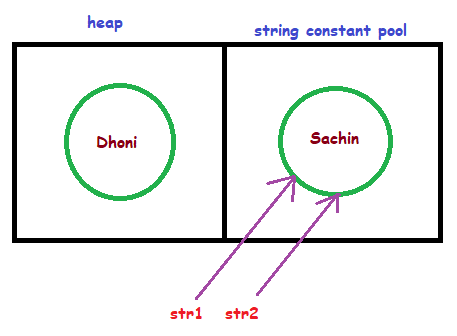 heap
string constant pool
Dhoni
Sachin
str1
str2